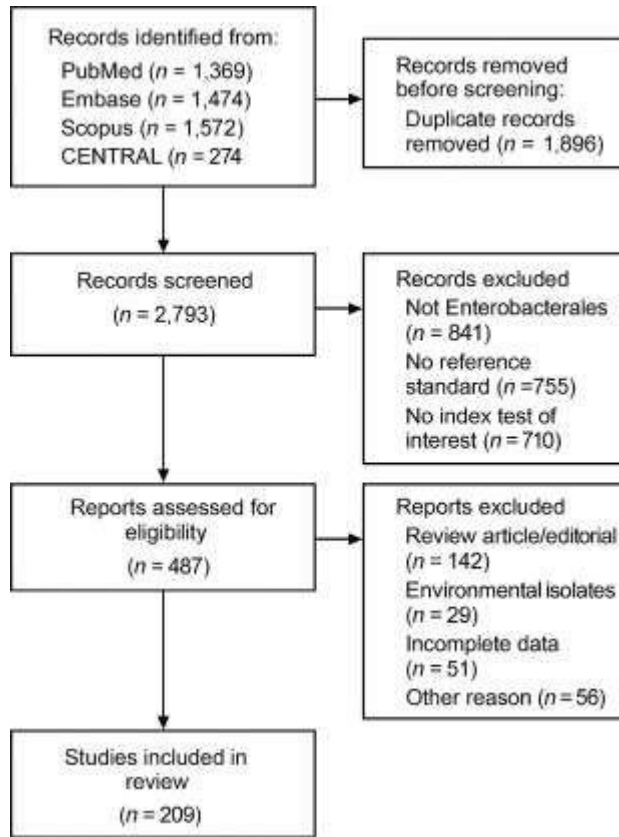 Records identified from:
PubMed (n = 1,369)
Embase (n = 1,474)
Scopus (n = 1,572)
CENTRAL (n = 274
Records removed
before screening:
Duplicate records
removed (n = 1,896)
Records screened
(n = 2,793)
Records excluded
Not Enterobacterales
(n = 841)
No reference
standard (n =755)
No index test of
interest (n = 710)
Reports assessed for
eligibility
(n = 487)
Reports excluded
Review article/editorial
(n = 142)
Environmental isolates
(n = 29)
Incomplete data
(n = 51)
Other reason (n = 56)
Studies included in
review
(n = 209)